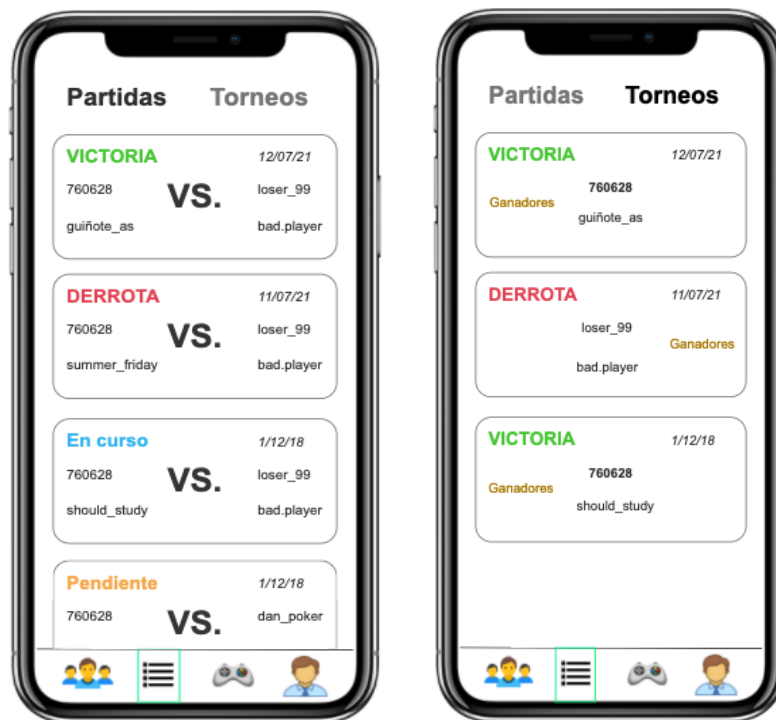 Partidas Torneos
VICTORIA 12/07/21
760628 VS. loser_99
guiñote_as bad.player
DERROTA 11/07/21
760628 VS. loser_99
summer_friday bad.player
En curso 1/12/18
760628 VS. loser_99
should_study bad.player
Pendiente 1/12/18
760628 VS. dan_poker
Partidas Torneos
VICTORIA 12/07/21
760628
Ganadores
guiñote_as
DERROTA 11/07/21
loser_99
Ganadores
bad.player
VICTORIA 1/12/18
760628
Ganadores
should_study